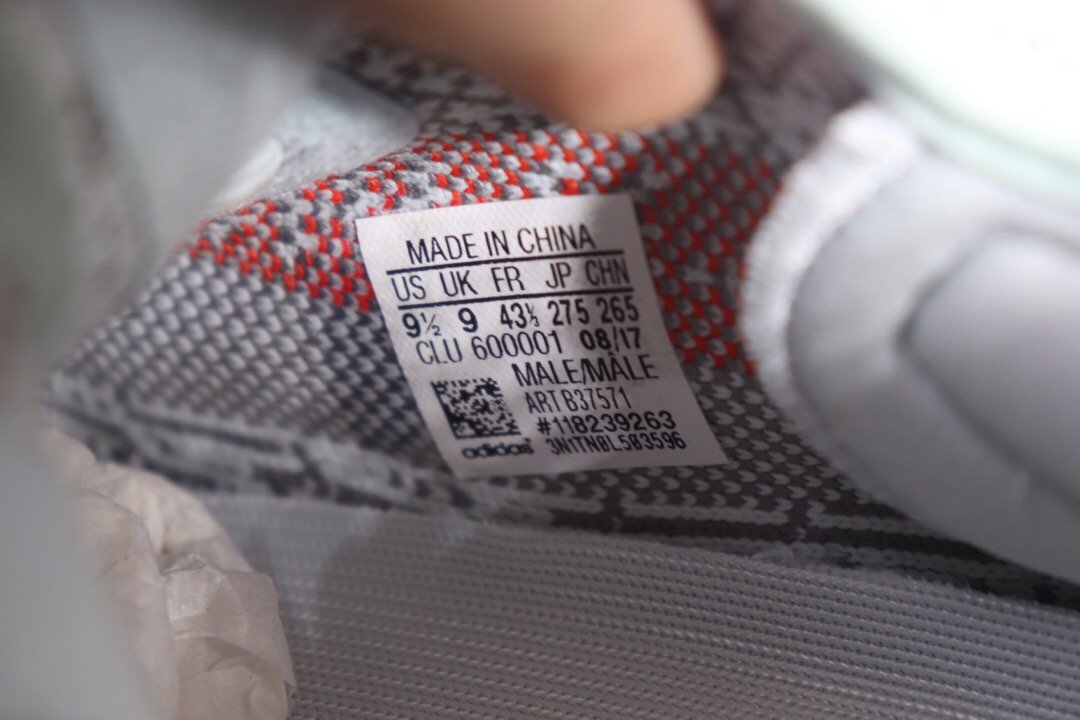 MADE IN CHINA
US UK FR JP CHN
9½ 9 43⅓ 275 265
CLU 600001 08/17
MALE/MÂLE
ART B37571
#118239263
3N1TN0L503596
adidas